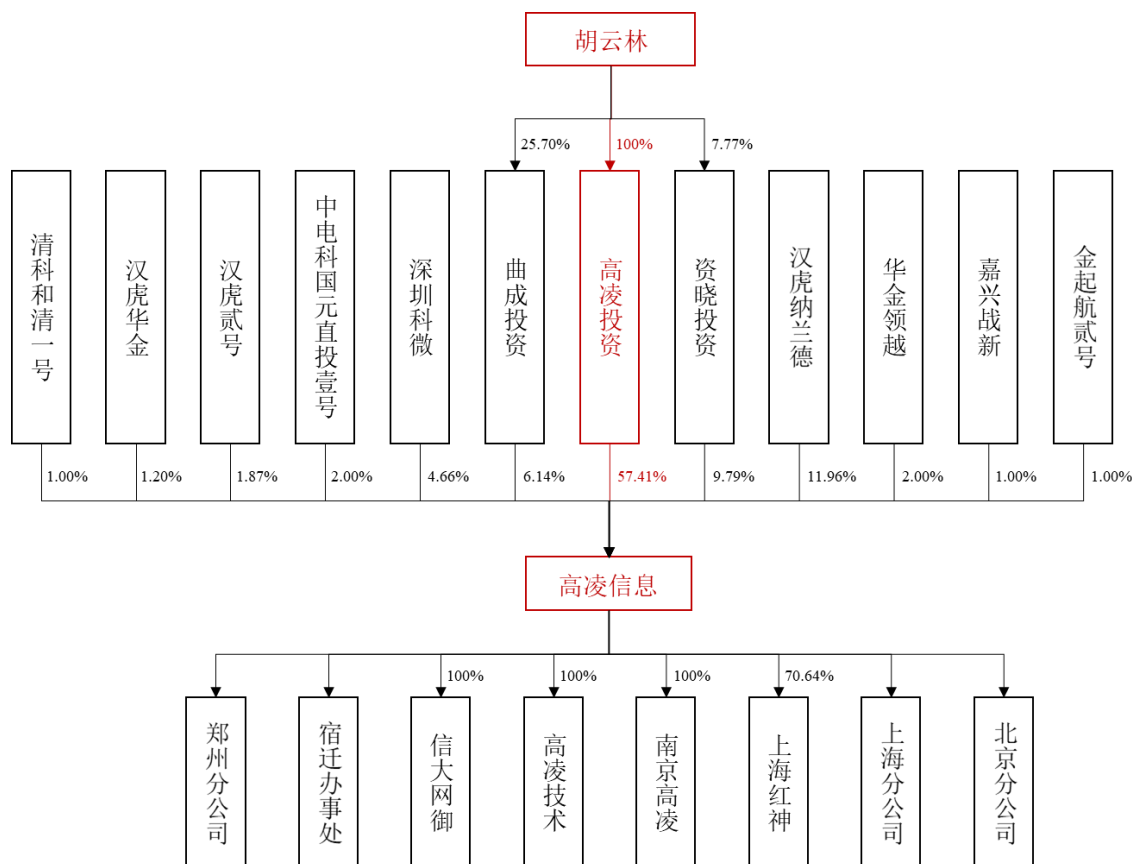 胡云林
25.70%
100%
7.77%
清科和清一号
汉虎华金
汉虎贰号
中电科国元直投壹号
深圳科微
曲成投资
高凌投资
资晓投资
汉虎纳兰德
华金领越
嘉兴战新
金起航贰号
1.00%
1.20%
1.87%
2.00%
4.66%
6.14%
57.41%
9.79%
11.96%
2.00%
1.00%
1.00%
高凌信息
100%
100%
100%
70.64%
郑州分公司
宿迁办事处
信大网御
高凌技术
南京高凌
上海红神
上海分公司
北京分公司